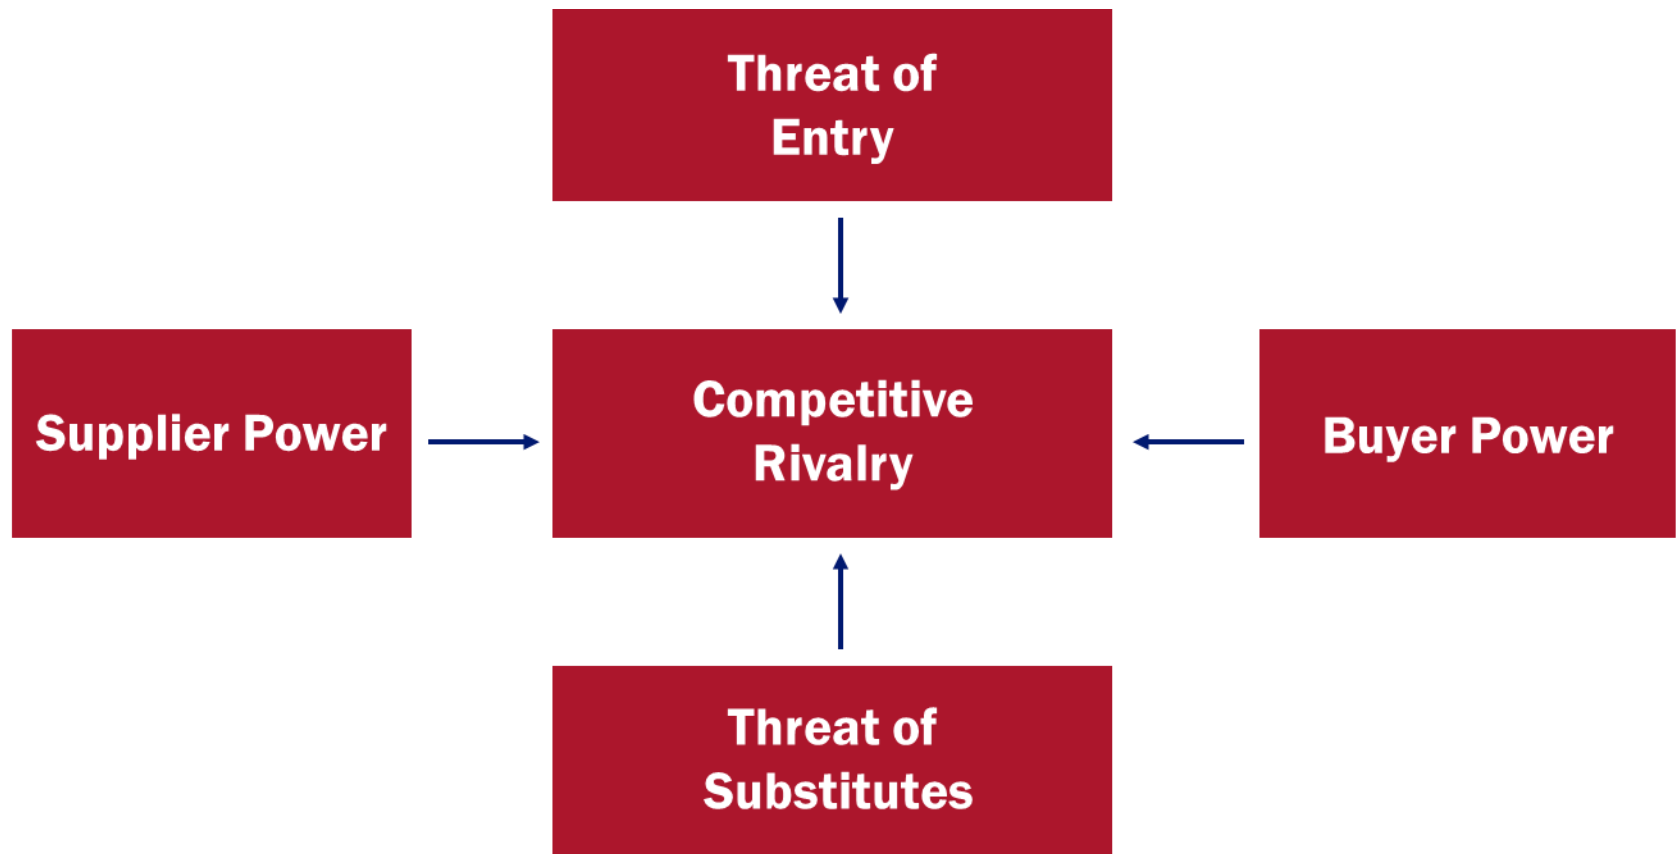 Threat of
Entry
Supplier Power
Competitive
Rivalry
Buyer Power
Threat of
Substitutes